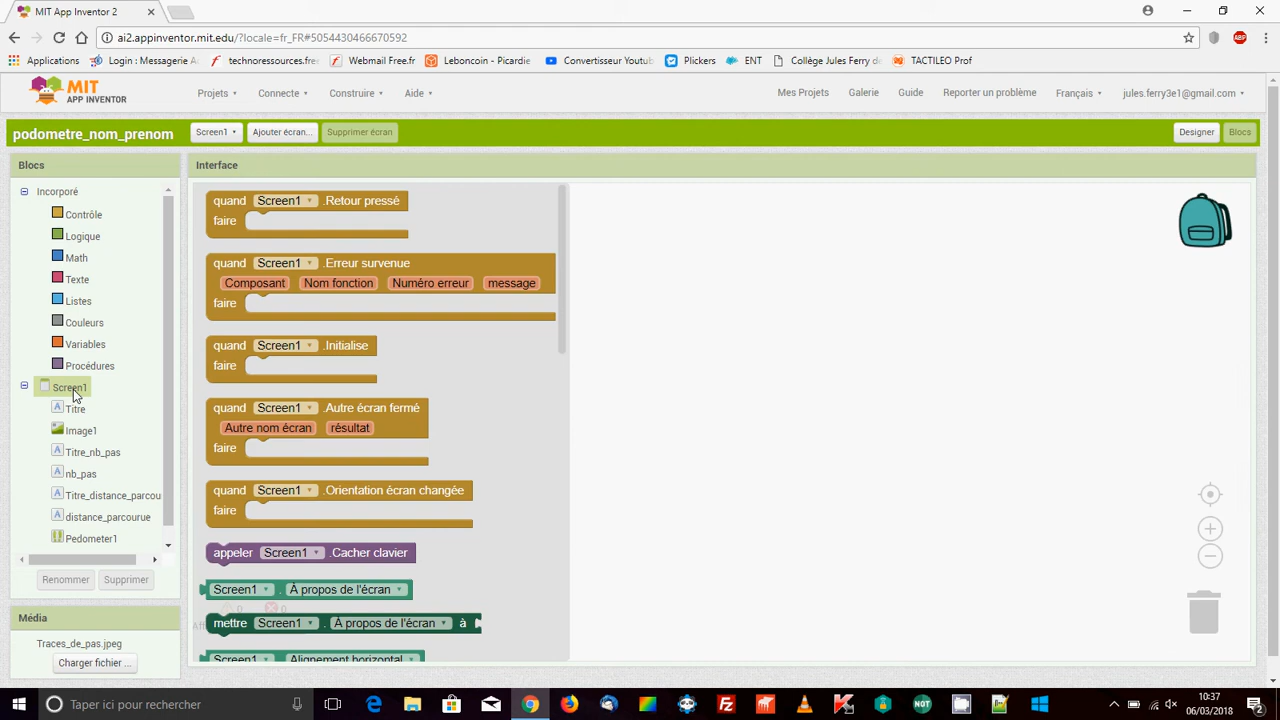 MIT App Inventor 2
ai2.appinventor.mit.edu/?locale=fr_FR#5054430466670592
Applications Login::Messagerie Ac technoressources.free Webmail Free.fr Leboncoin - Picardie Convertisseur Youtub Plickers ENT Collège Jules Ferry de TACTILEO Prof
MIT
APP INVENTOR
Projets Connecte Construire Aide Mes Projets Galerie Guide Reporter un problème Français jules.ferry3e1@gmail.com
podometre_nom_prenom Screen1 Ajouter écran... Supprimer écran Designer Blocs
Blocs
Interface
Incorporé
Contrôle
Logique
Math
Texte
Listes
Couleurs
Variables
Procédures
Screen1
Titre
Image1
Titre_nb_pas
nb_pas
Titre_distance_parcou
distance_parcourue
Pedometer1
Renommer Supprimer
Média
Traces_de_pas.jpeg
Charger fichier ...
quand Screen1 .Retour pressé
faire
quand Screen1 .Erreur survenue
Composant Nom fonction Numéro erreur message
faire
quand Screen1 .Initialise
faire
quand Screen1 .Autre écran fermé
Autre nom écran résultat
faire
quand Screen1 .Orientation écran changée
faire
appeler Screen1 .Cacher clavier
Screen1 . À propos de l'écran
0 0
mettre Screen1 . À propos de l'écran à
Screen1 . Alignement horizontal
Taper ici pour rechercher
10:37
06/03/2018